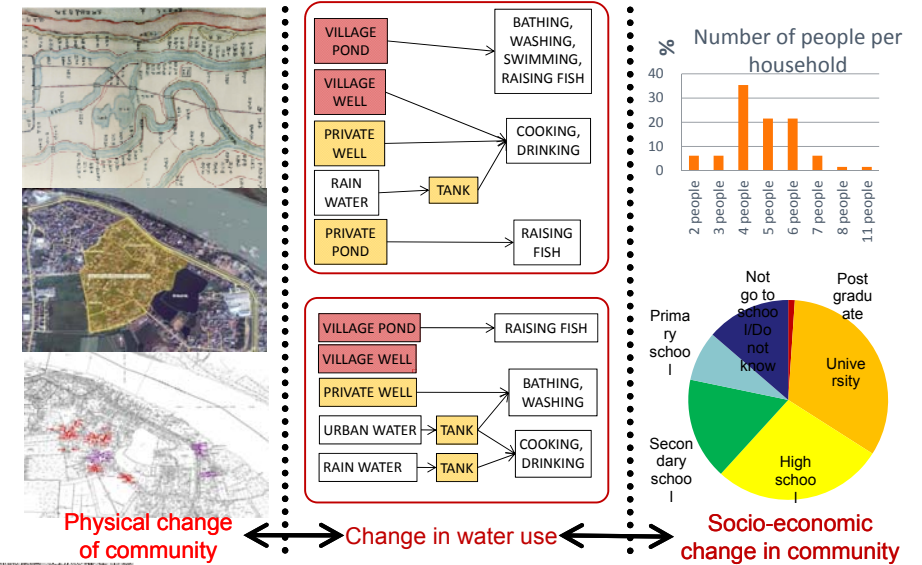 VILLAGE
POND
BATHING,
WASHING,
SWIMMING,
RAISING FISH
VILLAGE
WELL
PRIVATE
WELL
COOKING,
DRINKING
RAIN
WATER
TANK
PRIVATE
POND
RAISING
FISH
VILLAGE POND
RAISING FISH
VILLAGE WELL
PRIVATE WELL
BATHING,
WASHING
URBAN WATER
TANK
COOKING,
DRINKING
RAIN WATER
TANK
%
Number of people per
household
40
30
20
10
0
2 people
3 people
4 people
5 people
6 people
7 people
8 people
11 people
Not
go to
schoo
l/Do
not
know
Post
gradu
ate
Prima
ry
schoo
l
Unive
rsity
Secon
dary
schoo
l
High
schoo
l
Physical change
of community
Change in water use
Socio-economic
change in community